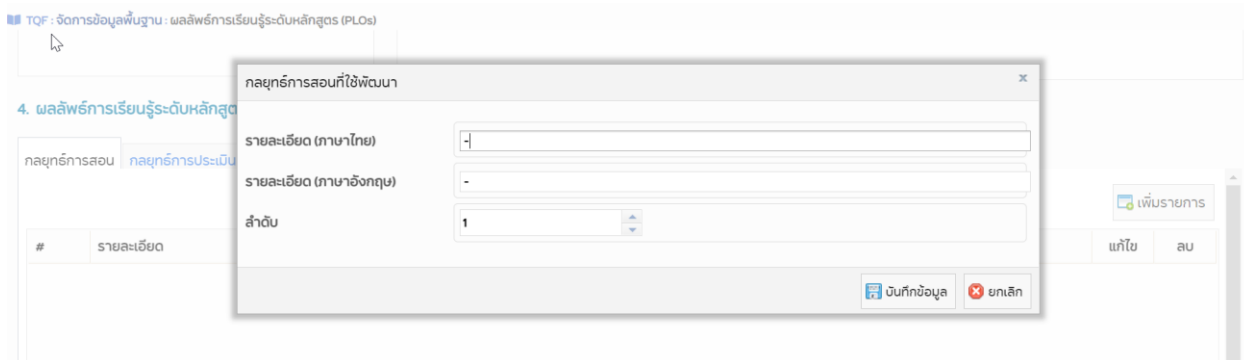 TQF : จัดการข้อมูลพื้นฐาน : ผลลัพธ์การเรียนรู้ระดับหลักสูตร (PLOs)
กลยุทธ์การสอนที่ใช้พัฒนา x
4. ผลลัพธ์การเรียนรู้ระดับหลักสูต
รายละเอียด (ภาษาไทย) -
กลยุทธ์การสอน กลยุทธ์การประเมิน
รายละเอียด (ภาษาอังกฤษ) -
เพิ่มรายการ
ลำดับ 1
# รายละเอียด แก้ไข ลบ
บันทึกข้อมูล ยกเลิก